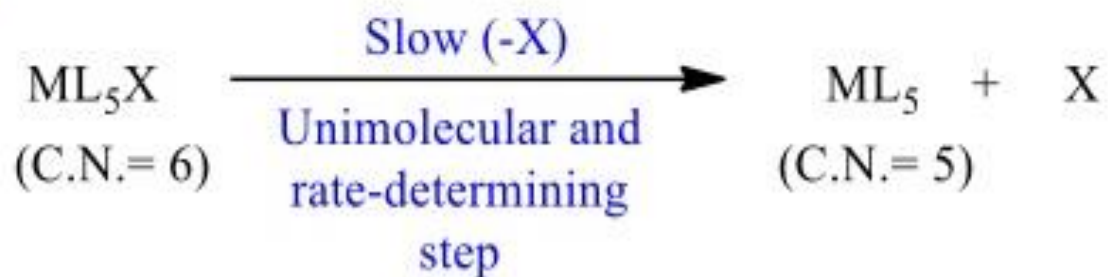 Slow (-X)
ML₅X ML₅ + X
Unimolecular and
(C.N.= 6) (C.N.= 5)
rate-determining
step